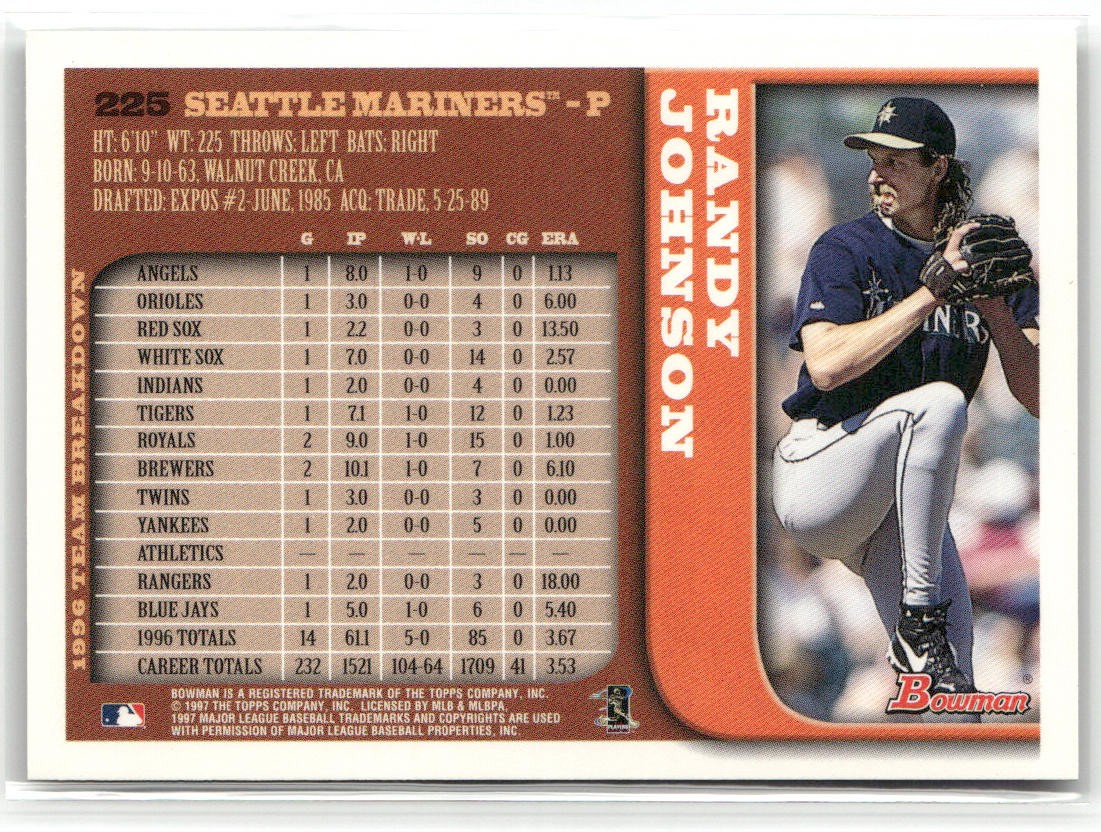 225 SEATTLE MARINERS™ - P
HT: 6'10" WT: 225 THROWS: LEFT BATS: RIGHT
BORN: 9-10-63, WALNUT CREEK, CA
DRAFTED: EXPOS #2-JUNE, 1985 ACQ: TRADE, 5-25-89
1996 TEAM BREAKDOWN
G IP W-L SO CG ERA
ANGELS 1 8.0 1-0 9 0 1.13
ORIOLES 1 3.0 0-0 4 0 6.00
RED SOX 1 2.2 0-0 3 0 13.50
WHITE SOX 1 7.0 0-0 14 0 2.57
INDIANS 1 2.0 0-0 4 0 0.00
TIGERS 1 7.1 1-0 12 0 1.23
ROYALS 2 9.0 1-0 15 0 1.00
BREWERS 2 10.1 1-0 7 0 6.10
TWINS 1 3.0 0-0 3 0 0.00
YANKEES 1 2.0 0-0 5 0 0.00
ATHLETICS — — — — — —
RANGERS 1 2.0 0-0 3 0 18.00
BLUE JAYS 1 5.0 1-0 6 0 5.40
1996 TOTALS 14 61.1 5-0 85 0 3.67
CAREER TOTALS 232 1521 104-64 1709 41 3.53
BOWMAN IS A REGISTERED TRADEMARK OF THE TOPPS COMPANY, INC.
© 1997 THE TOPPS COMPANY, INC. LICENSED BY MLB & MLBPA.
1997 MAJOR LEAGUE BASEBALL TRADEMARKS AND COPYRIGHTS ARE USED
WITH PERMISSION OF MAJOR LEAGUE BASEBALL PROPERTIES, INC.
PLAYERS
RANDY
JOHNSON
INERS
Bowman®